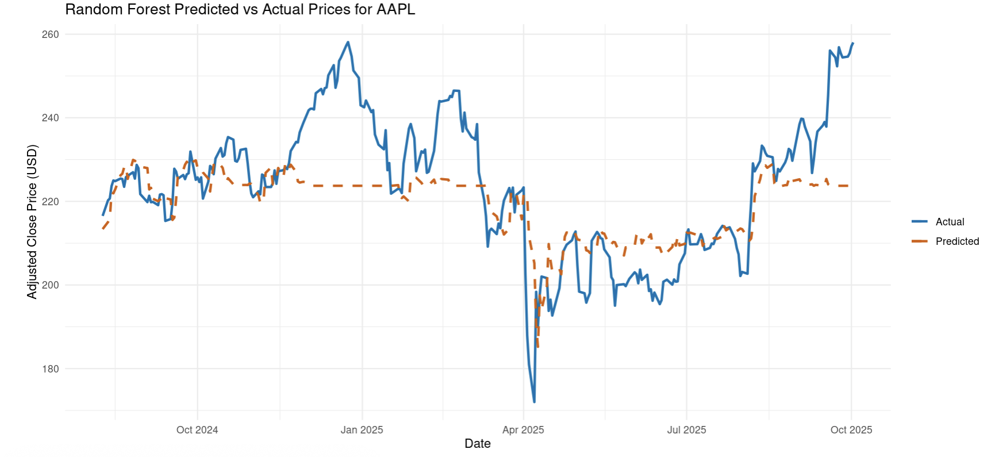 Random Forest Predicted vs Actual Prices for AAPL
260
240
220
200
180
Adjusted Close Price (USD)
Oct 2024
Jan 2025
Apr 2025
Jul 2025
Oct 2025
Date
Actual
Predicted